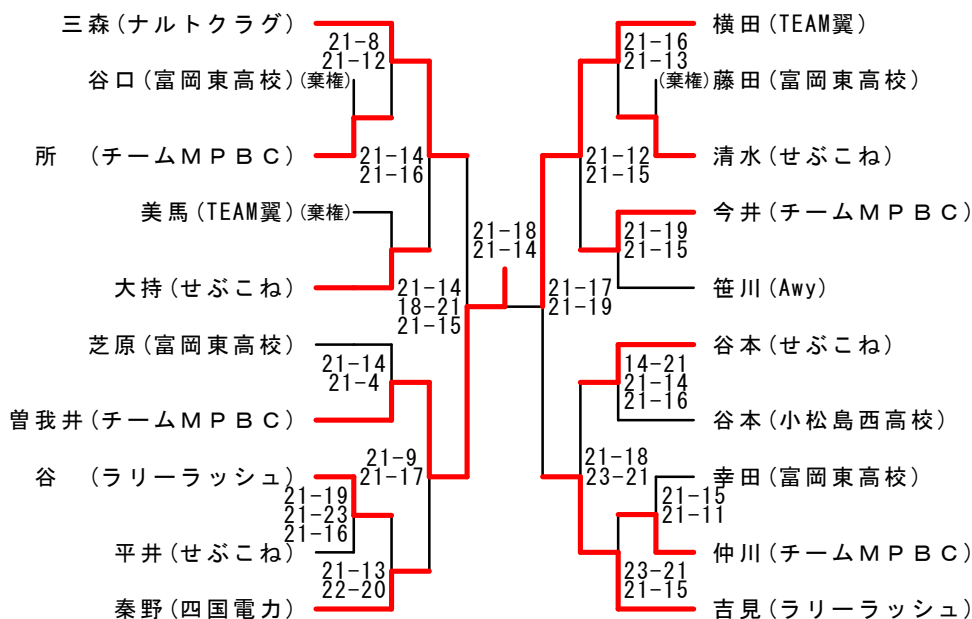 三森(ナルトクラグ)
21-8
21-12
谷口(富岡東高校)(棄権)
所 (チームMPBC)
21-14
21-16
美馬(TEAM翼)(棄権)
大持(せぶこね)
21-14
18-21
21-15
芝原(富岡東高校)
21-14
21-4
曽我井(チームMPBC)
21-9
21-17
谷 (ラリーラッシュ)
21-19
21-23
21-16
平井(せぶこね)
21-13
22-20
秦野(四国電力)
21-18
21-14
横田(TEAM翼)
21-16
21-13
(棄権)藤田(富岡東高校)
21-12
21-15
清水(せぶこね)
今井(チームMPBC)
21-19
21-15
笹川(Awy)
21-17
21-19
谷本(せぶこね)
14-21
21-14
21-16
谷本(小松島西高校)
21-18
23-21
幸田(富岡東高校)
21-15
21-11
仲川(チームMPBC)
23-21
21-15
吉見(ラリーラッシュ)